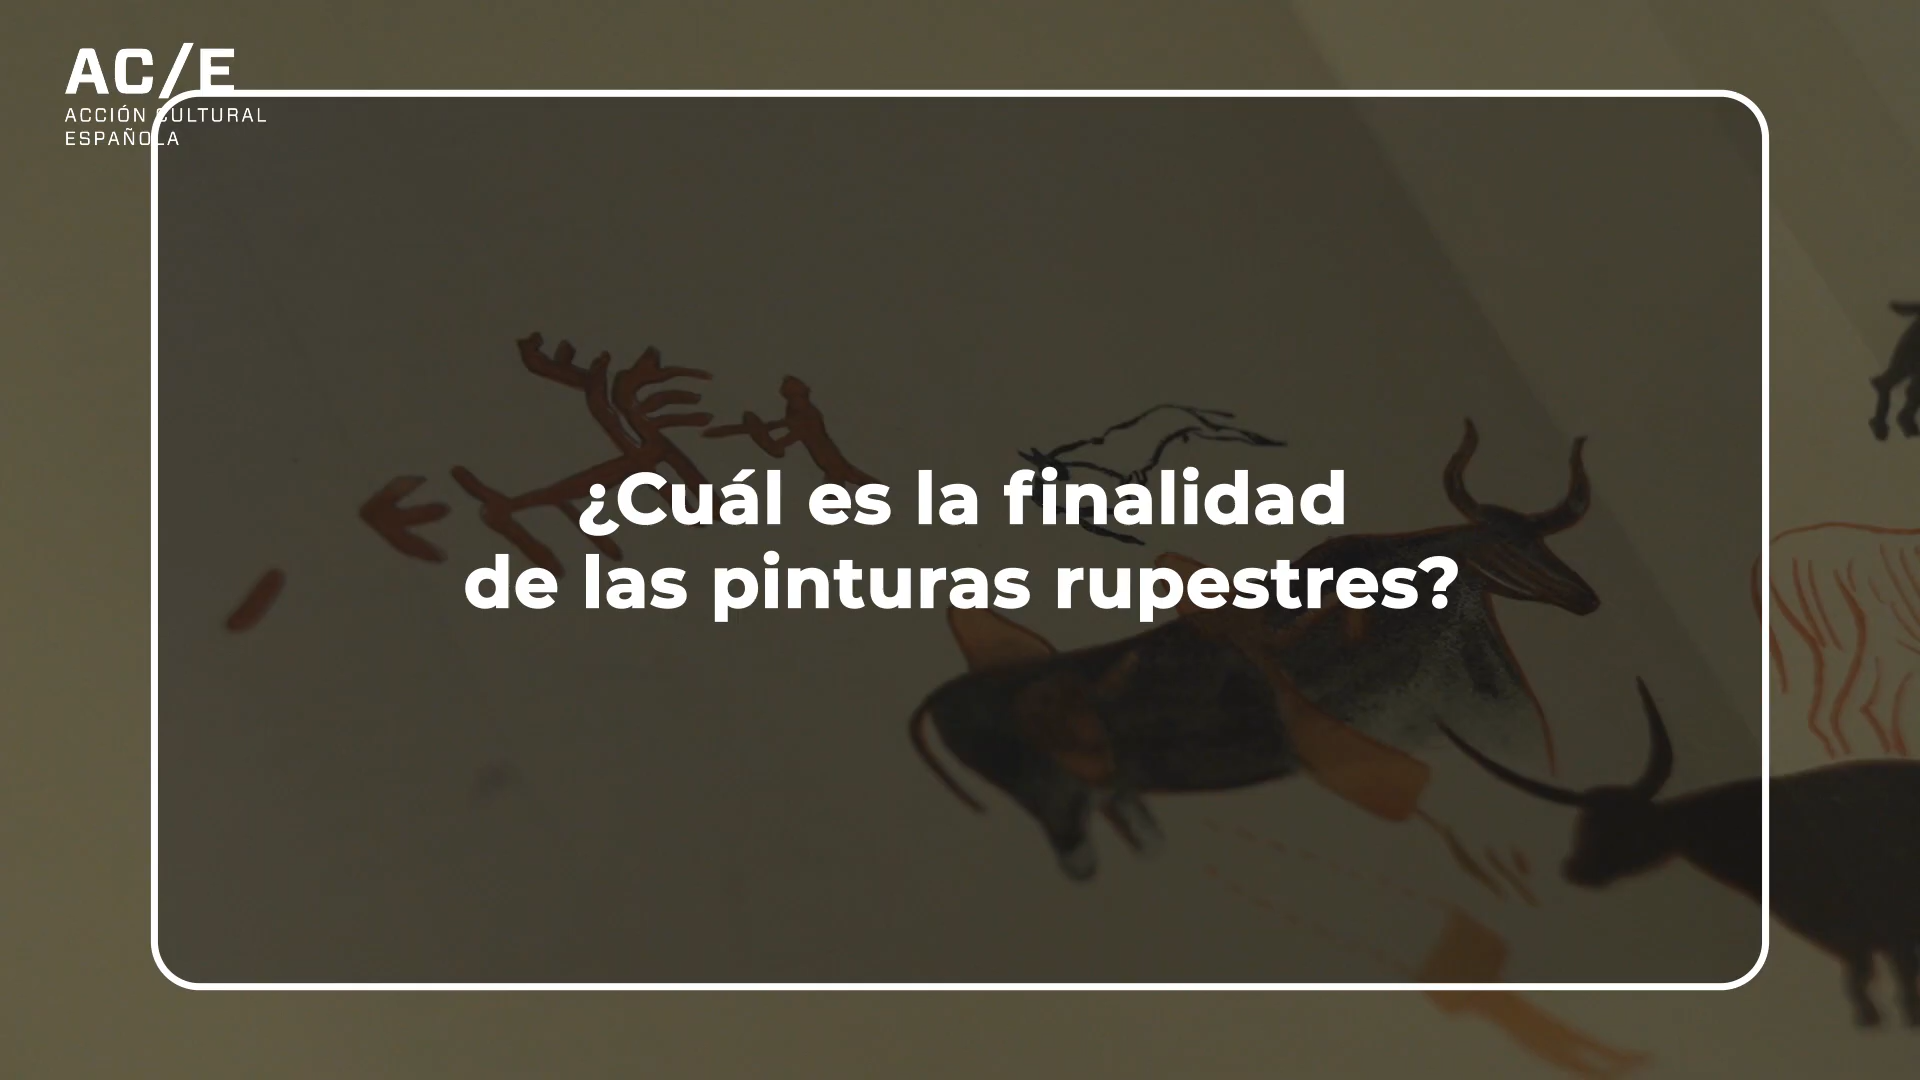 AC/E
ACCIÓN CULTURAL
ESPAÑOLA
¿Cuál es la finalidad
de las pinturas rupestres?